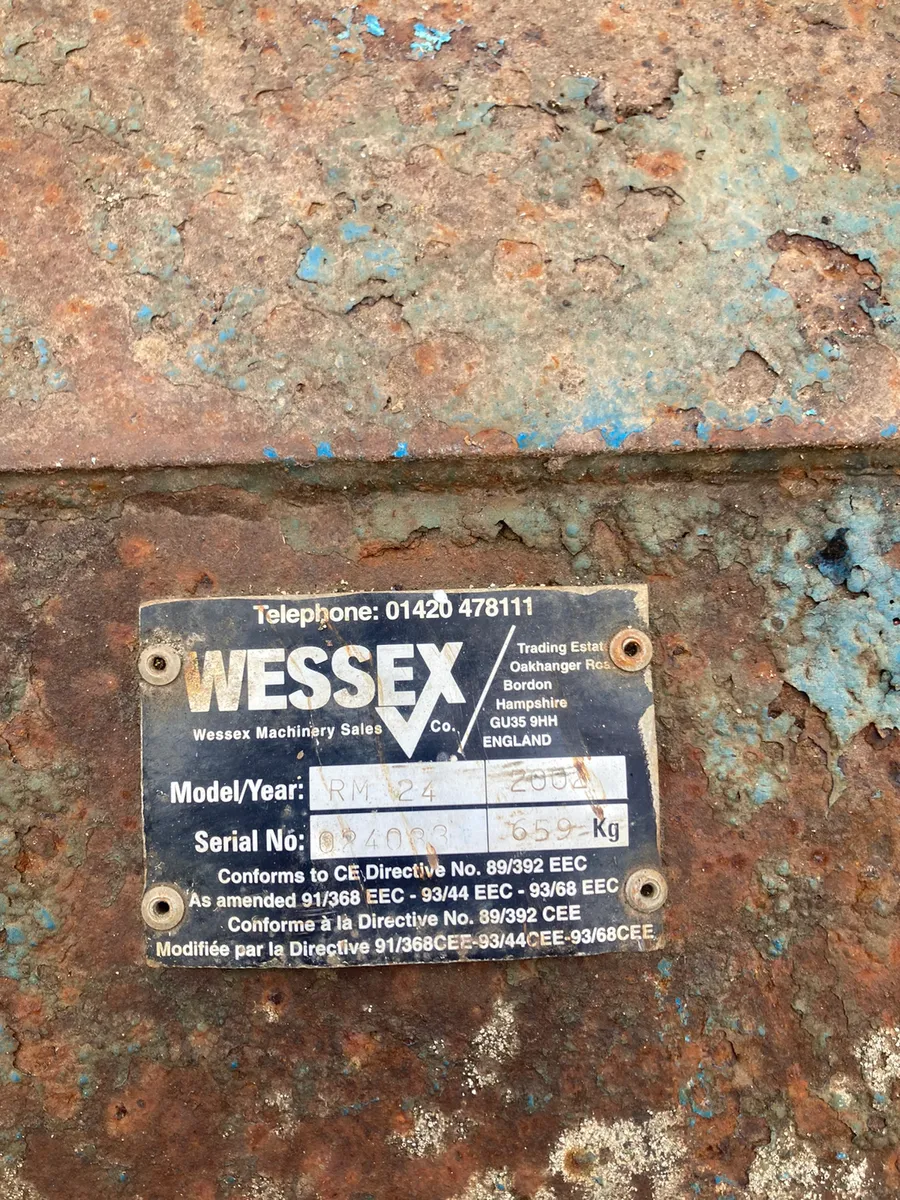 Telephone: 01420 478111
WESSEX
Wessex Machinery Sales Co.
Trading Estat
Oakhanger Roa
Bordon
Hampshire
GU35 9HH
ENGLAND
Model/Year: RM 24 2002
Serial No: 659 Kg
Conforms to CE Directive No. 89/392 EEC
As amended 91/368 EEC - 93/44 EEC - 93/68 EEC
Conforme à la Directive No. 89/392 CEE
Modifiée par la Directive 91/368CEE-93/44CEE-93/68CEE